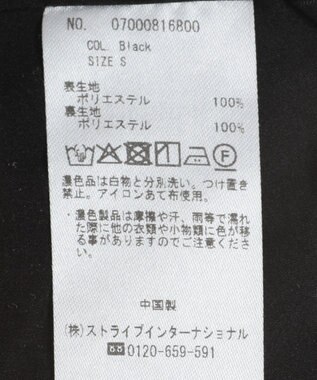 NO. 07000816800
COL. Black
SIZE S
表生地
ポリエステル 100%
裏生地
ポリエステル 100%
濃色品は白物と分別洗い。つけ置き
禁止。アイロンあて布使用。
・濃色製品は摩擦や汗、雨等で濡れ
た際に他の衣類や小物類に色が移
る事がありますのでご注意くださ
い。
中国製
(株)ストライプインターナショナル
0120-659-591